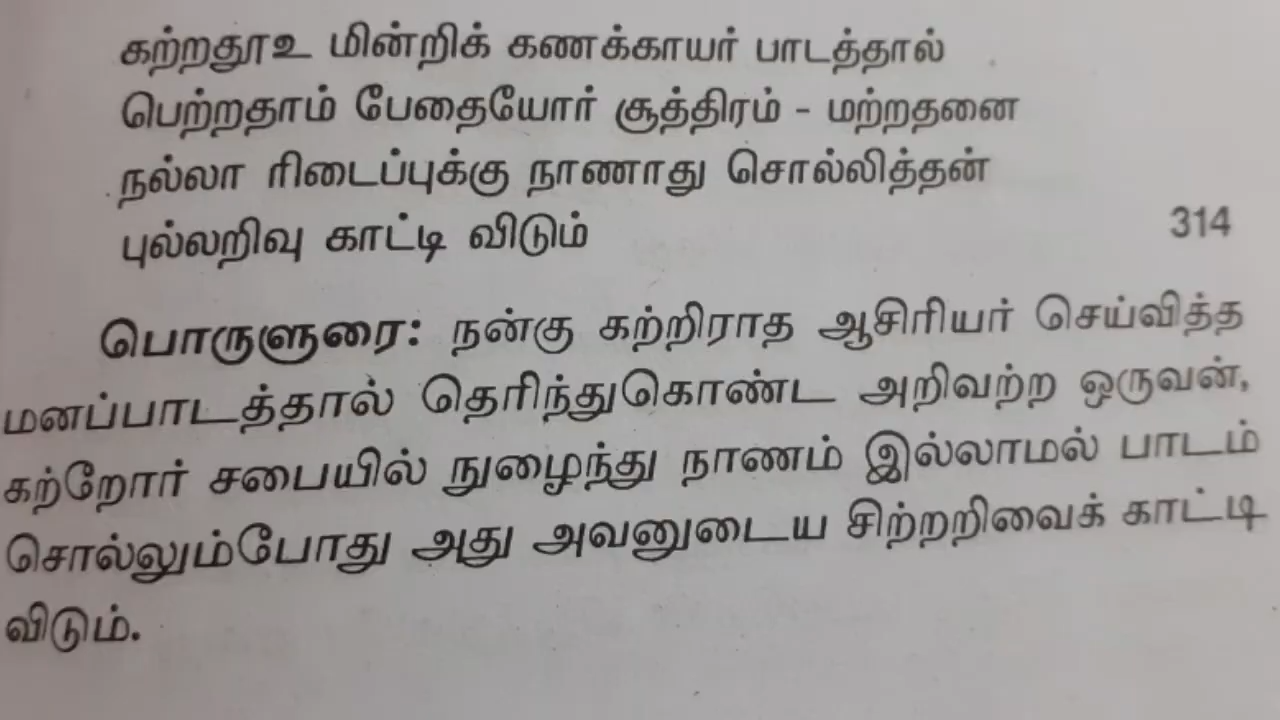 கற்றதூஉ மின்றிக் கணக்காயர் பாடத்தால்
பெற்றதாம் பேதையோர் சூத்திரம் - மற்றதனை
நல்லா ரிடைப்புக்கு நாணாது சொல்லித்தன்
புல்லறிவு காட்டி விடும் 314
பொருளுரை: நன்கு கற்றிராத ஆசிரியர் செய்வித்த
மனப்பாடத்தால் தெரிந்துகொண்ட அறிவற்ற ஒருவன்,
கற்றோர் சபையில் நுழைந்து நாணம் இல்லாமல் பாடம்
சொல்லும்போது அது அவனுடைய சிற்றறிவைக் காட்டி
விடும்.